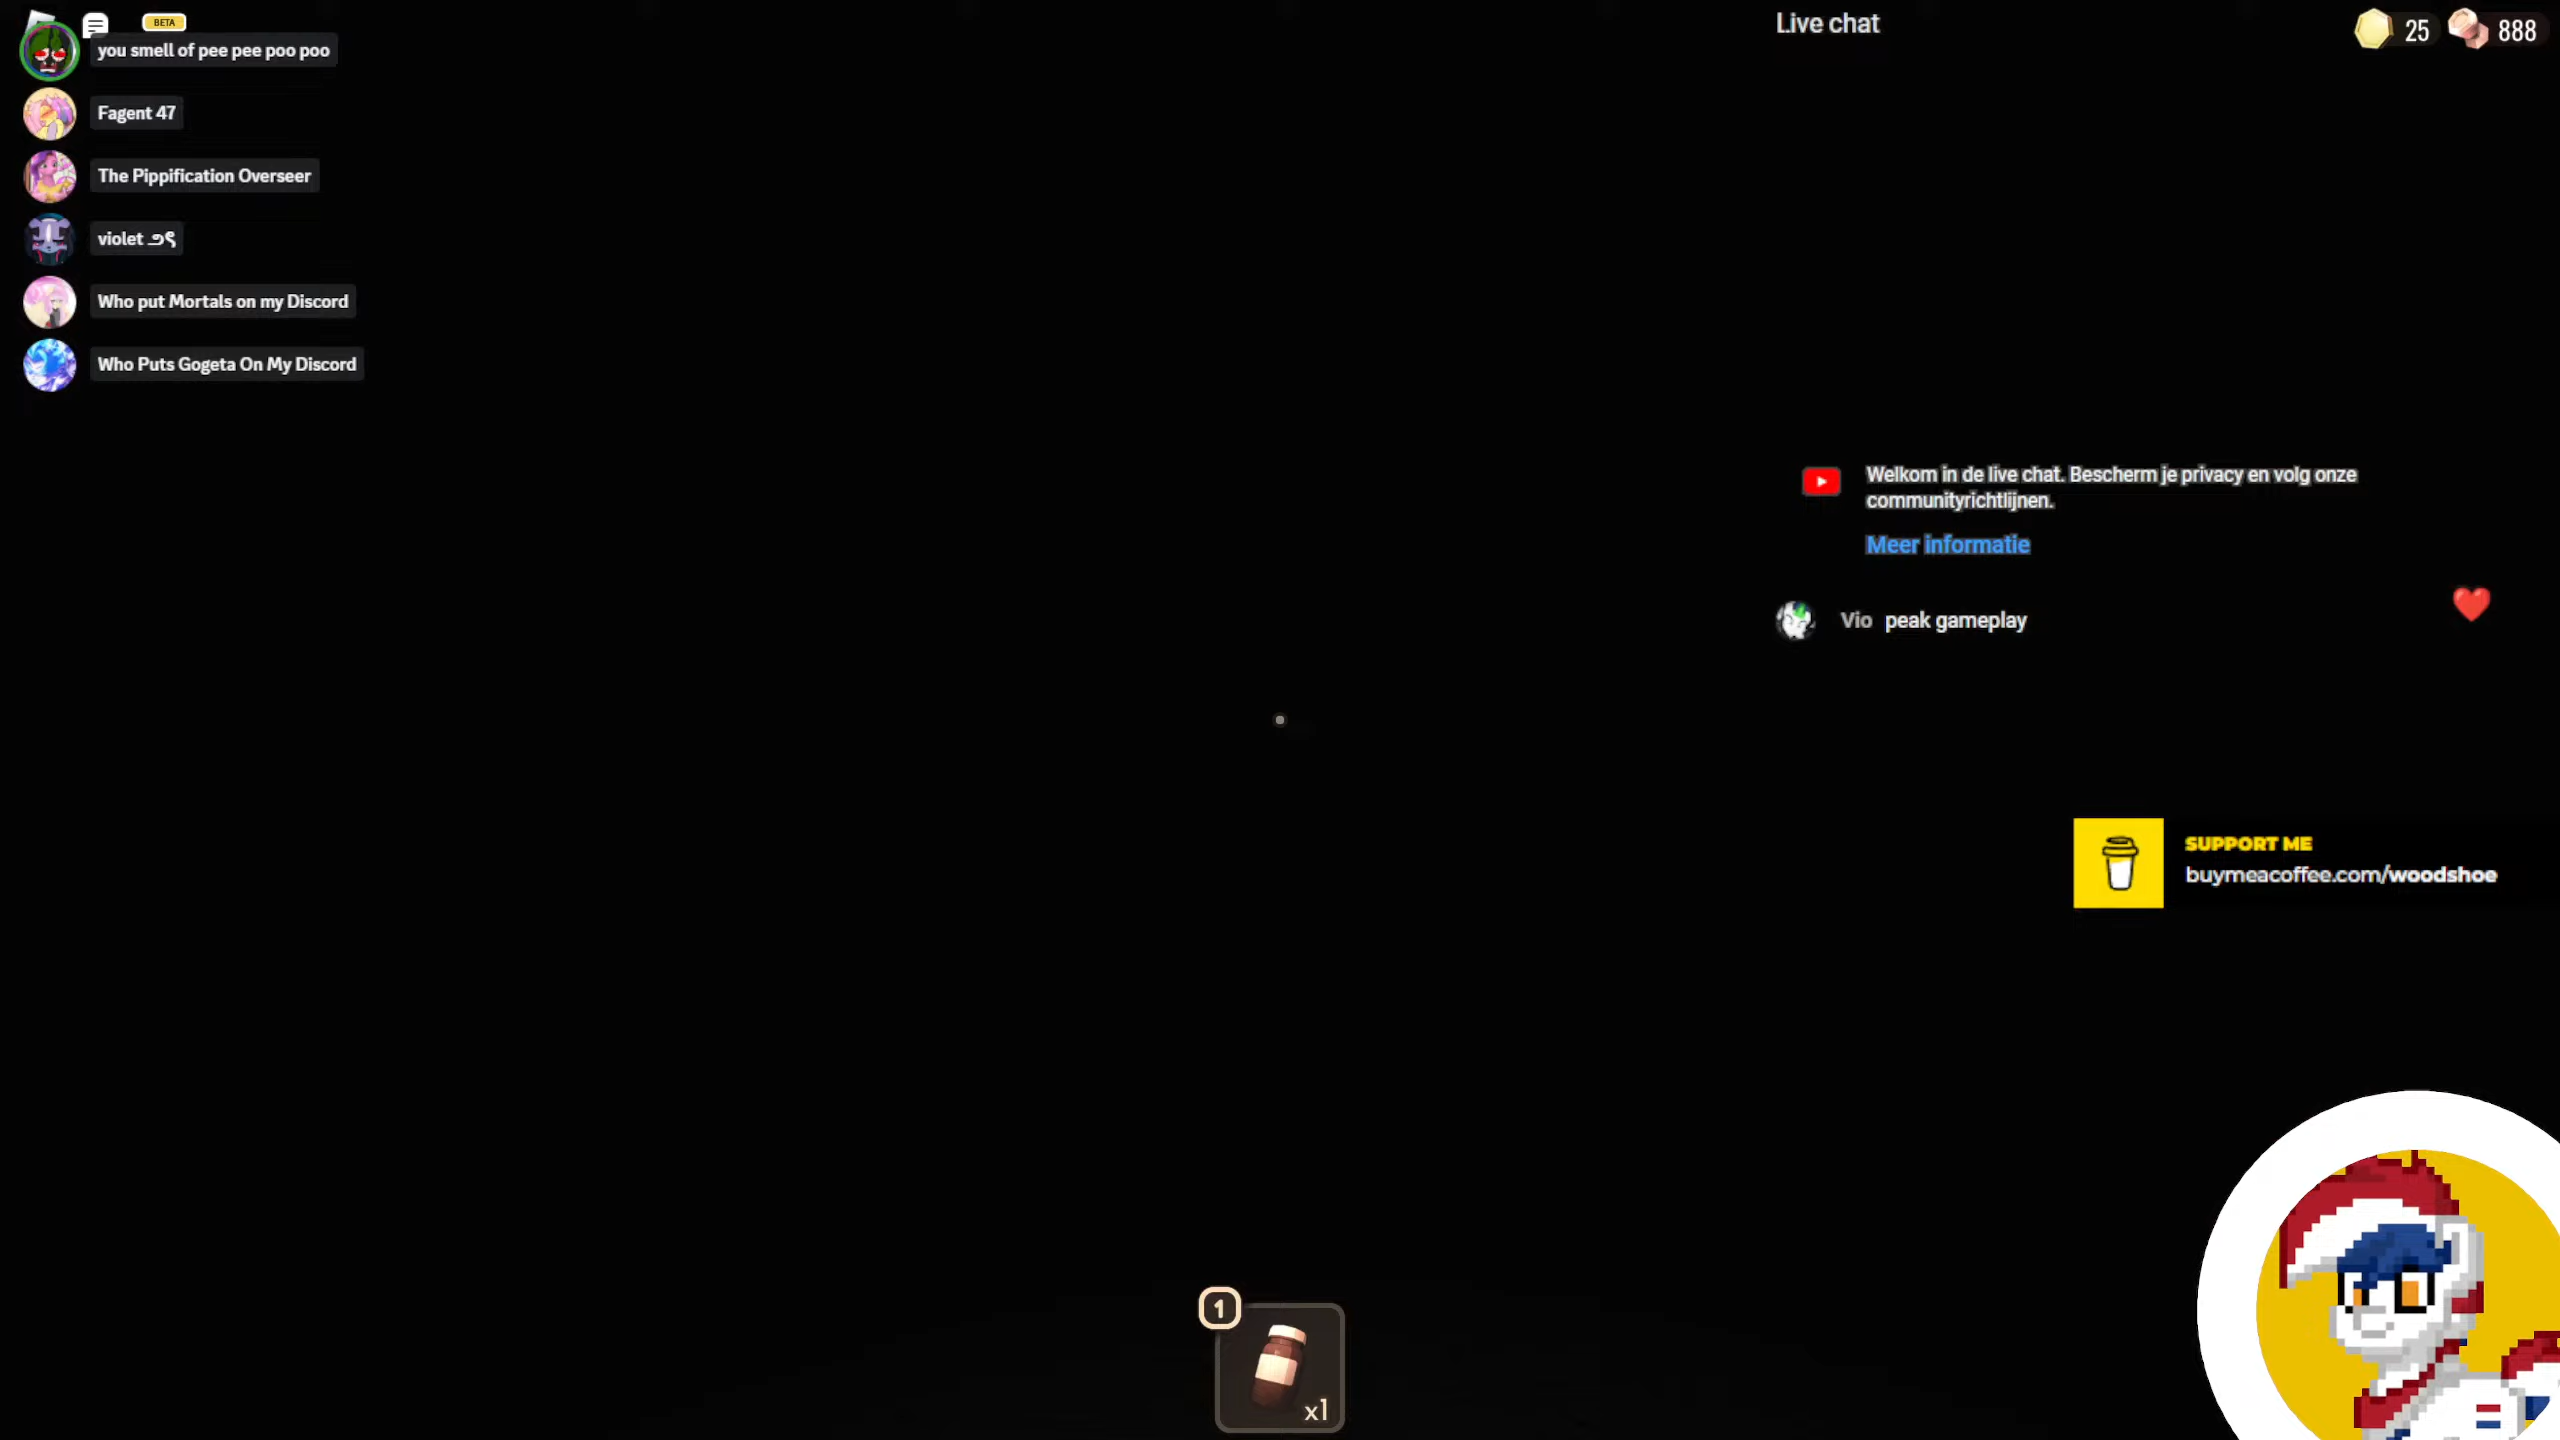 BETA
you smell of pee pee poo poo
Fagent 47
The Pippification Overseer
violet ୬ৎ
Who put Mortals on my Discord
Who Puts Gogeta On My Discord
Live chat
25 888
Welkom in de live chat. Bescherm je privacy en volg onze
communityrichtlijnen.
Meer informatie
Vio peak gameplay
SUPPORT ME
buymeacoffee.com/woodshoe
1
x1